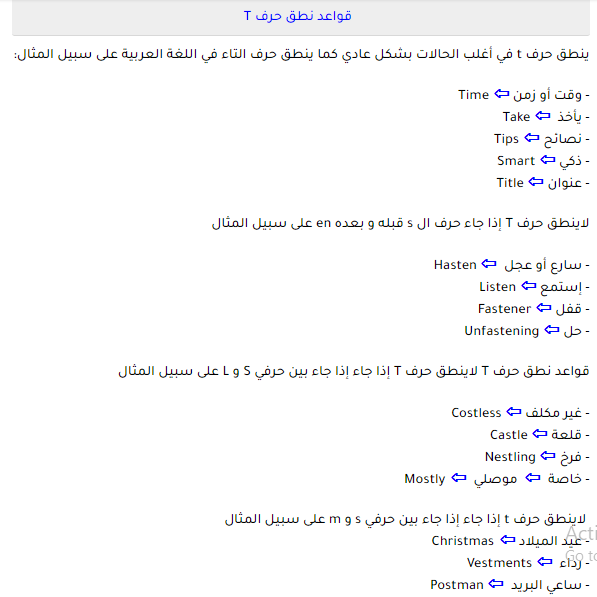 قواعد نطق حرف T
ينطق حرف t في أغلب الحالات بشكل عادي كما ينطق حرف التاء في اللغة العربية على سبيل المثال:
- وقت أو زمن ⇦ Time
- يأخذ ⇦ Take
- نصائح ⇦ Tips
- ذكي ⇦ Smart
- عنوان ⇦ Title
لاينطق حرف T إذا جاء حرف ال s قبله و بعده en على سبيل المثال
- سارع أو عجل ⇦ Hasten
- إستمع ⇦ Listen
- قفل ⇦ Fastener
- حل ⇦ Unfastening
قواعد نطق حرف T لاينطق حرف T إذا جاء إذا جاء بين حرفي S و L على سبيل المثال
- غير مكلف ⇦ Costless
- قلعة ⇦ Castle
- فرخ ⇦ Nestling
- خاصة ⇦ موصلي ⇦ Mostly
لاينطق حرف t إذا جاء إذا جاء بين حرفي s و m على سبيل المثال
- عيد الميلاد ⇦ Christmas
- رداء ⇦ Vestments
- ساعي البريد ⇦ Postman